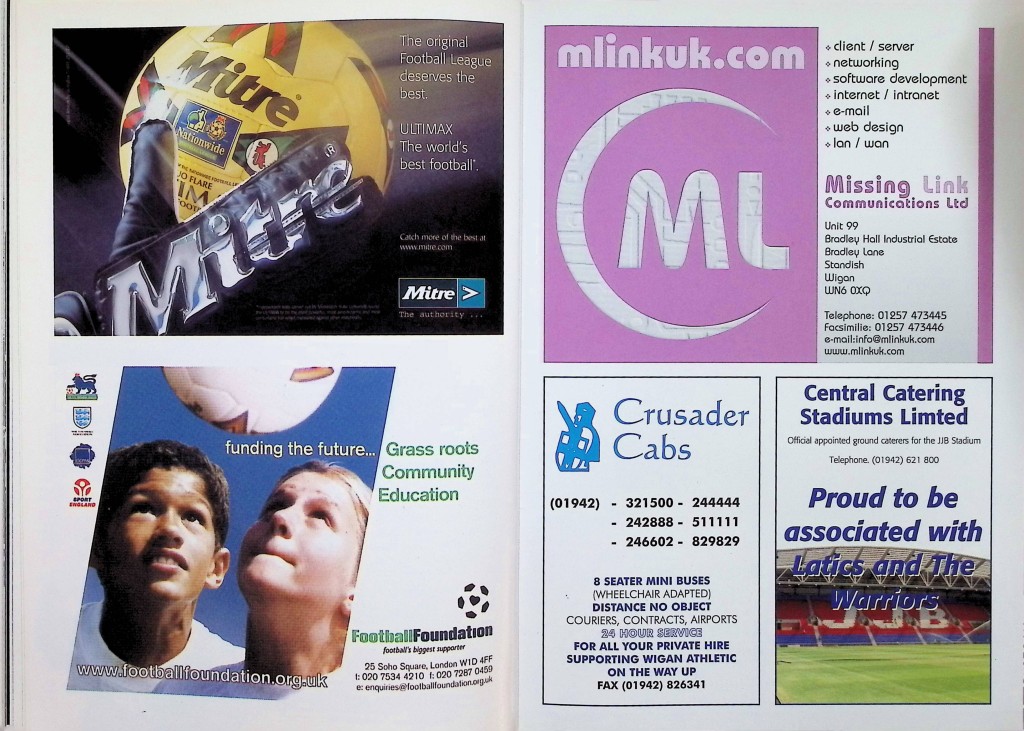 The original
Football League
deserves the
best.
ULTIMAX
The world's
best football*.
Mitre
Nationwide
Mitre
Catch more of the best at
www.mitre.com
Mitre
The authority ...
funding the future...
Grass roots
Community
Education
SPORT
ENGLAND
FootballFoundation
football's biggest supporter
25 Soho Square, London W1D 4FF
t: 020 7534 4210 f: 020 7287 0459
e: enquiries@footballfoundation.org.uk
www.footballfoundation.org.uk
mlinkuk.com
ML
client / server
networking
software development
internet / intranet
e-mail
web design
lan / wan
Missing Link
Communications Ltd
Unit 99
Bradley Hall Industrial Estate
Bradley Lane
Standish
Wigan
WN6 0XQ
Telephone: 01257 473445
Facsimilie: 01257 473446
e-mail:info@mlinkuk.com
www.mlinkuk.com
Crusader
Cabs
(01942) - 321500 - 244444
- 242888 - 511111
- 246602 - 829829
8 SEATER MINI BUSES
(WHEELCHAIR ADAPTED)
DISTANCE NO OBJECT
COURIERS, CONTRACTS, AIRPORTS
24 HOUR SERVICE
FOR ALL YOUR PRIVATE HIRE
SUPPORTING WIGAN ATHLETIC
ON THE WAY UP
FAX (01942) 826341
Central Catering
Stadiums Limted
Official appointed ground caterers for the JJB Stadium
Telephone. (01942) 621 800
Proud to be
associated with
Latics and The
Warriors
JJB